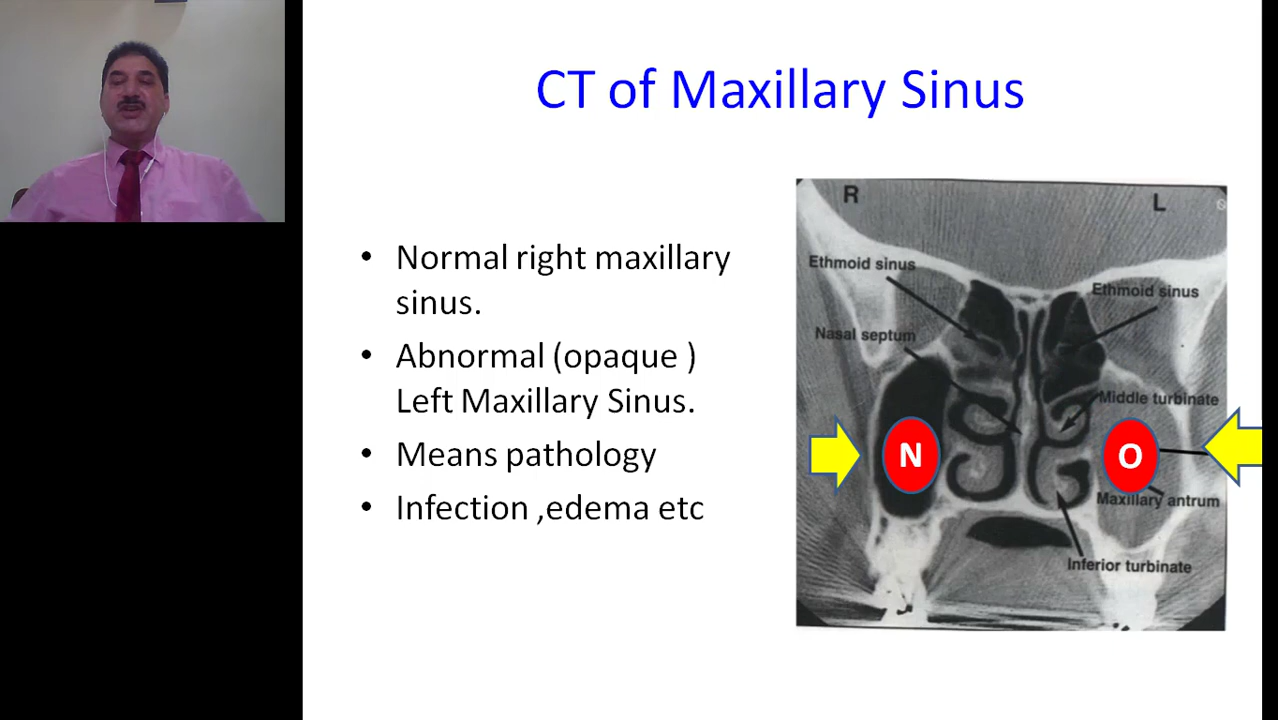 CT of Maxillary Sinus
• Normal right maxillary
sinus.
• Abnormal (opaque )
Left Maxillary Sinus.
• Means pathology
• Infection ,edema etc
R
L
Ethmoid sinus
Ethmoid sinus
Nasal septum
Middle turbinate
N
O
Maxillary antrum
Inferior turbinate